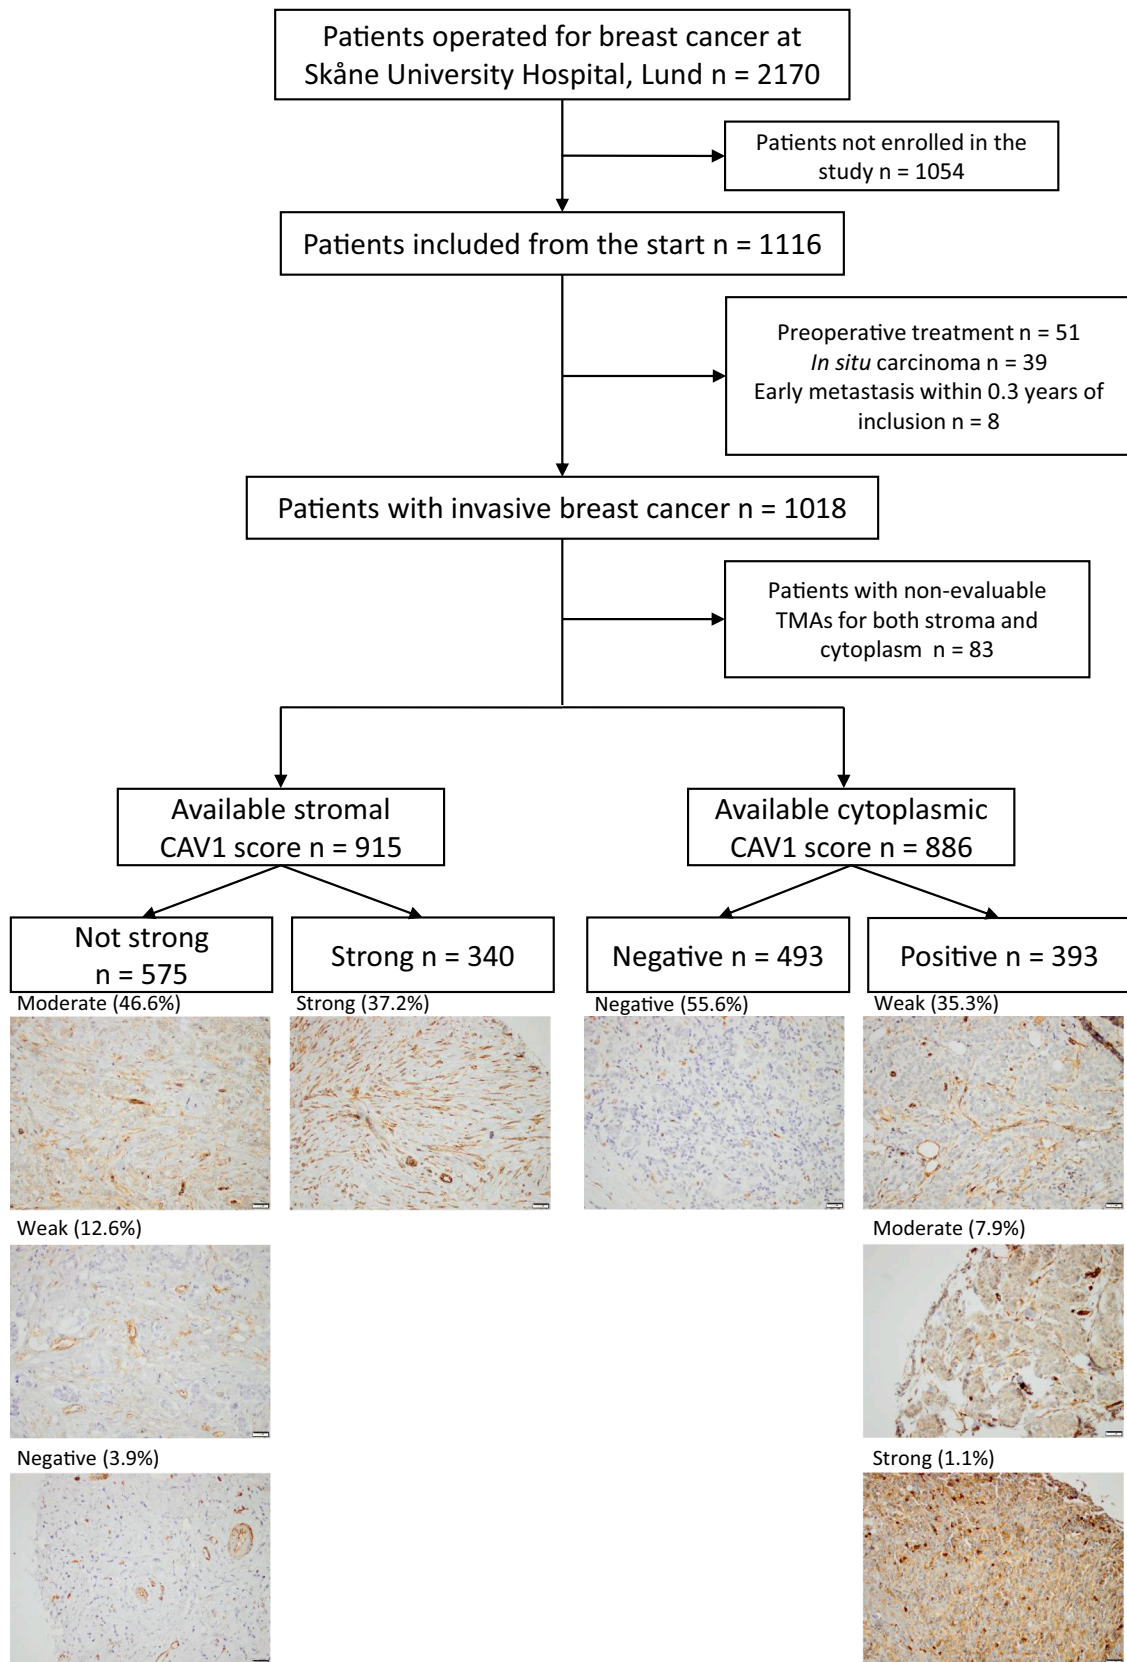 Patients operated for breast cancer at
Skåne University Hospital, Lund n = 2170
Patients not enrolled in the
study n = 1054
Patients included from the start n = 1116
Preoperative treatment n = 51
In situ carcinoma n = 39
Early metastasis within 0.3 years of
inclusion n = 8
Patients with invasive breast cancer n = 1018
Patients with non-evaluable
TMAs for both stroma and
cytoplasm n = 83
Available stromal
CAV1 score n = 915
Available cytoplasmic
CAV1 score n = 886
Not strong
n = 575
Strong n = 340
Negative n = 493
Positive n = 393
Moderate (46.6%)
Strong (37.2%)
Negative (55.6%)
Weak (35.3%)
Weak (12.6%)
Moderate (7.9%)
Negative (3.9%)
Strong (1.1%)